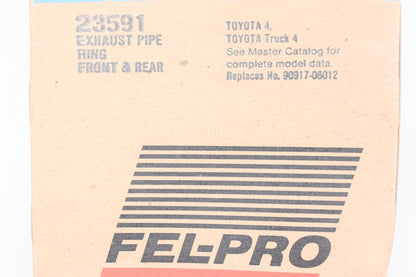 23591
EXHAUST PIPE
RING
FRONT & REAR
TOYOTA 4,
TOYOTA Truck 4
See Master Catalog for
complete model data.
Replaces No. 90917-06012
FEL-PRO